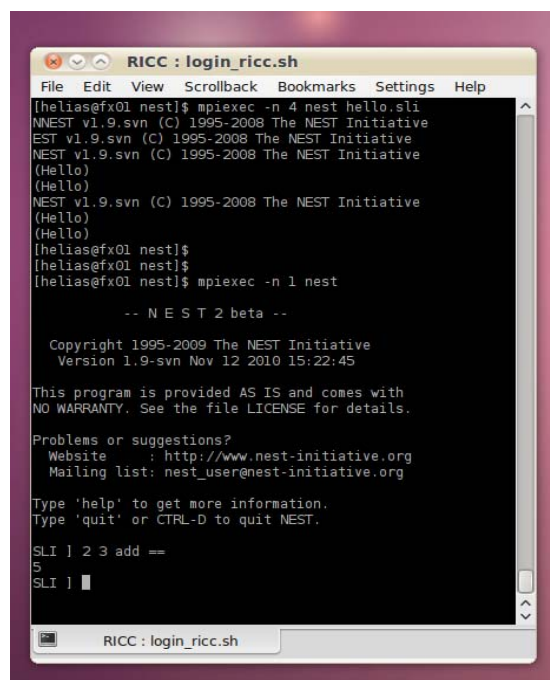 RICC : login_ricc.sh
File Edit View Scrollback Bookmarks Settings Help
[helias@fx01 nest]$ mpiexec -n 4 nest hello.sli
NNEST v1.9.svn (C) 1995-2008 The NEST Initiative
EST v1.9.svn (C) 1995-2008 The NEST Initiative
NEST v1.9.svn (C) 1995-2008 The NEST Initiative
(Hello)
(Hello)
NEST v1.9.svn (C) 1995-2008 The NEST Initiative
(Hello)
(Hello)
[helias@fx01 nest]$
[helias@fx01 nest]$
[helias@fx01 nest]$ mpiexec -n 1 nest
-- N E S T 2 beta --
Copyright 1995-2009 The NEST Initiative
Version 1.9-svn Nov 12 2010 15:22:45
This program is provided AS IS and comes with
NO WARRANTY. See the file LICENSE for details.
Problems or suggestions?
Website : http://www.nest-initiative.org
Mailing list: nest_user@nest-initiative.org
Type 'help' to get more information.
Type 'quit' or CTRL-D to quit NEST.
SLI ] 2 3 add ==
5
SLI ]
RICC : login_ricc.sh